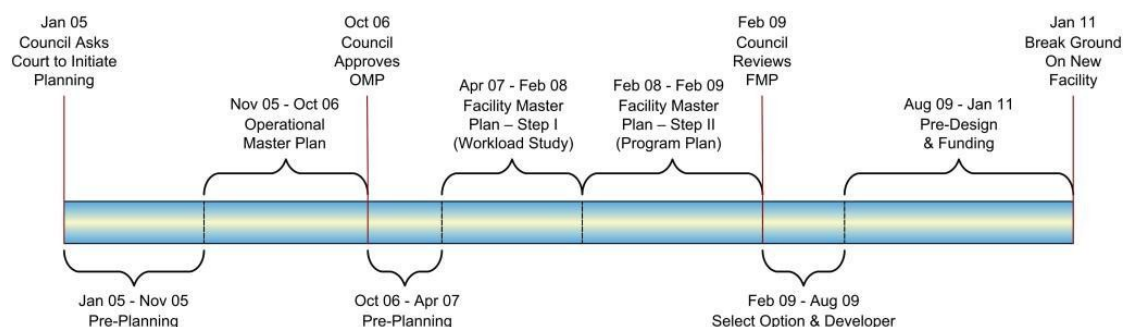 Jan 05
Council Asks
Court to Initiate
Planning
Oct 06
Council
Approves
OMP
Feb 09
Council
Reviews
FMP
Jan 11
Break Ground
On New
Facility
Nov 05 - Oct 06
Operational
Master Plan
Apr 07 - Feb 08
Facility Master
Plan – Step I
(Workload Study)
Feb 08 - Feb 09
Facility Master
Plan – Step II
(Program Plan)
Aug 09 - Jan 11
Pre-Design
& Funding
Jan 05 - Nov 05
Pre-Planning
Oct 06 - Apr 07
Pre-Planning
Feb 09 - Aug 09
Select Option & Developer